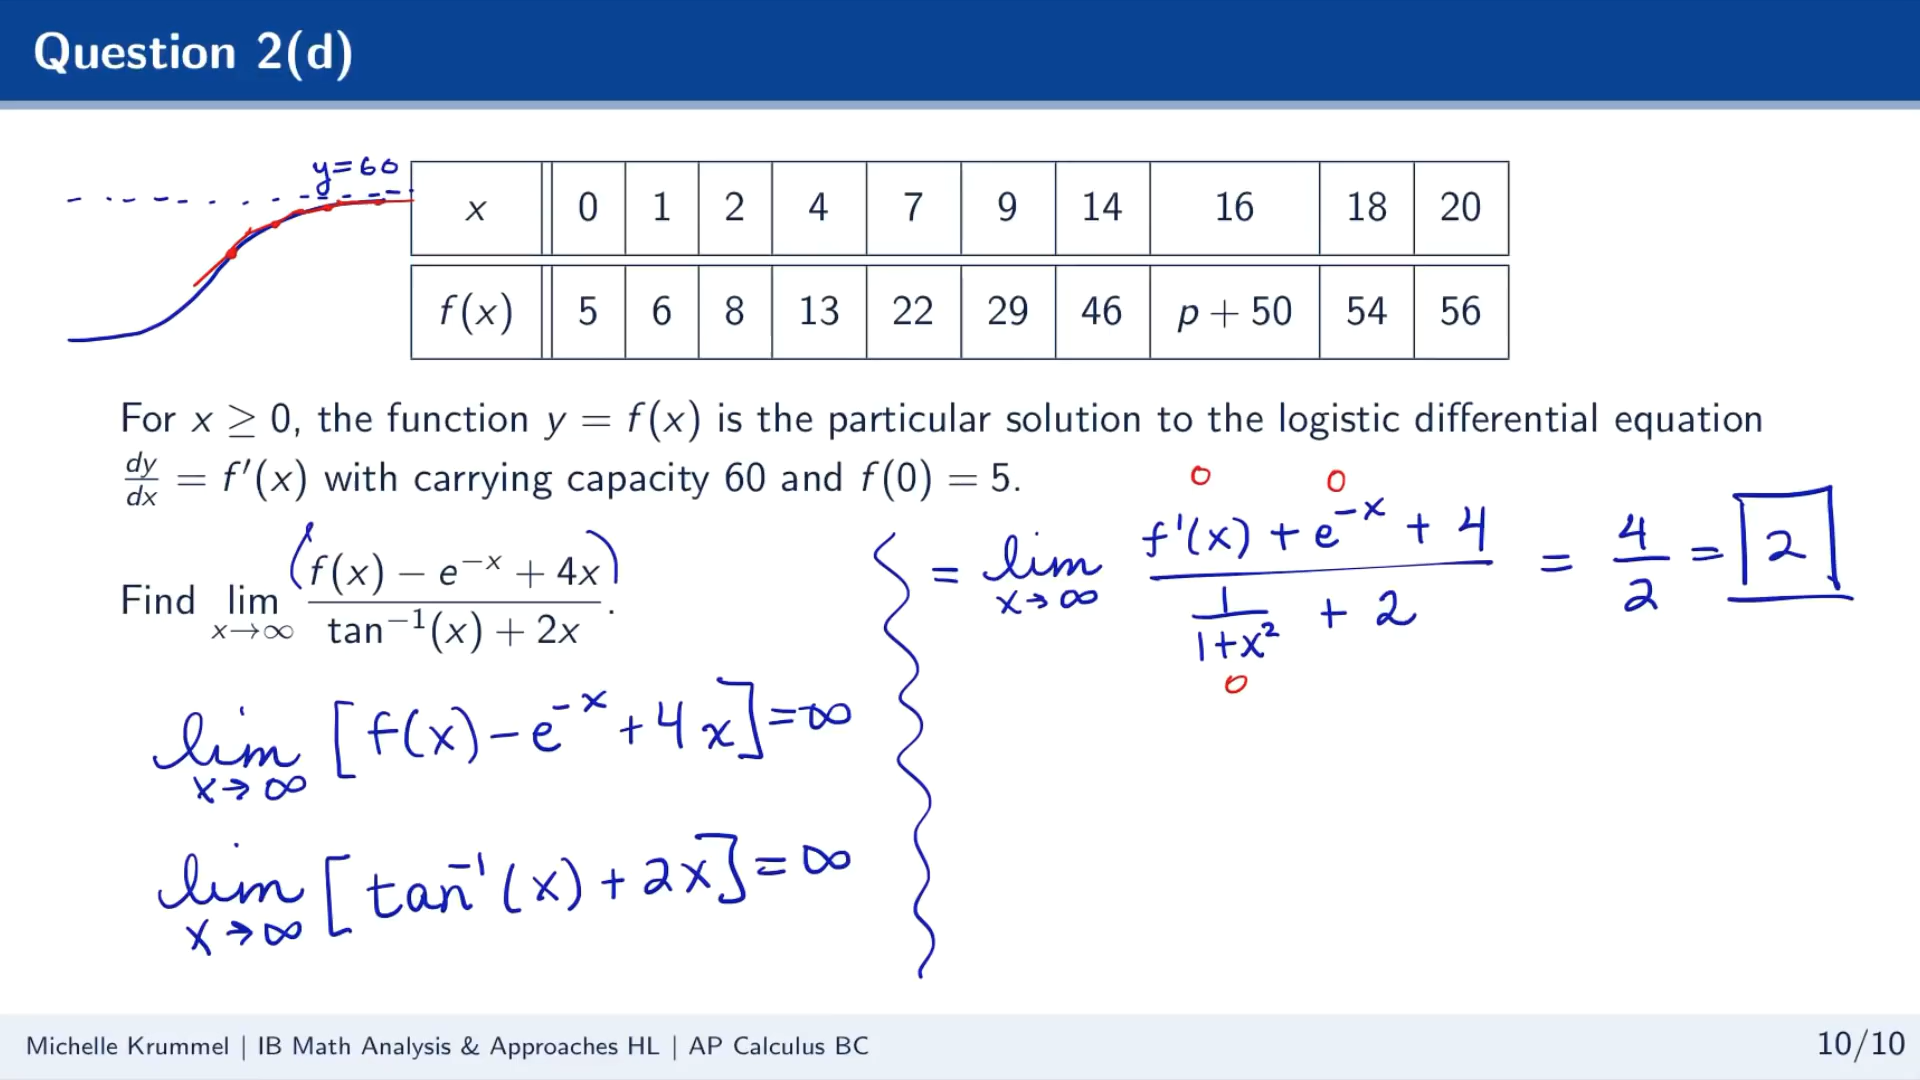 Question 2(d)
y=60
x 0 1 2 4 7 9 14 16 18 20
f(x) 5 6 8 13 22 29 46 p + 50 54 56
For x ≥ 0, the function y = f(x) is the particular solution to the logistic differential equation
dy/dx = f′(x) with carrying capacity 60 and f(0) = 5.
Find lim x→∞ (f(x) − e^−x + 4x) / (tan^−1(x) + 2x).
lim x→∞ [f(x) − e^−x + 4x] = ∞
lim x→∞ [tan^−1(x) + 2x] = ∞
0 0
= lim x→∞ (f'(x) + e^−x + 4) / (1/(1+x²) + 2) = 4/2 = 2
0
Michelle Krummel | IB Math Analysis & Approaches HL | AP Calculus BC
10/10